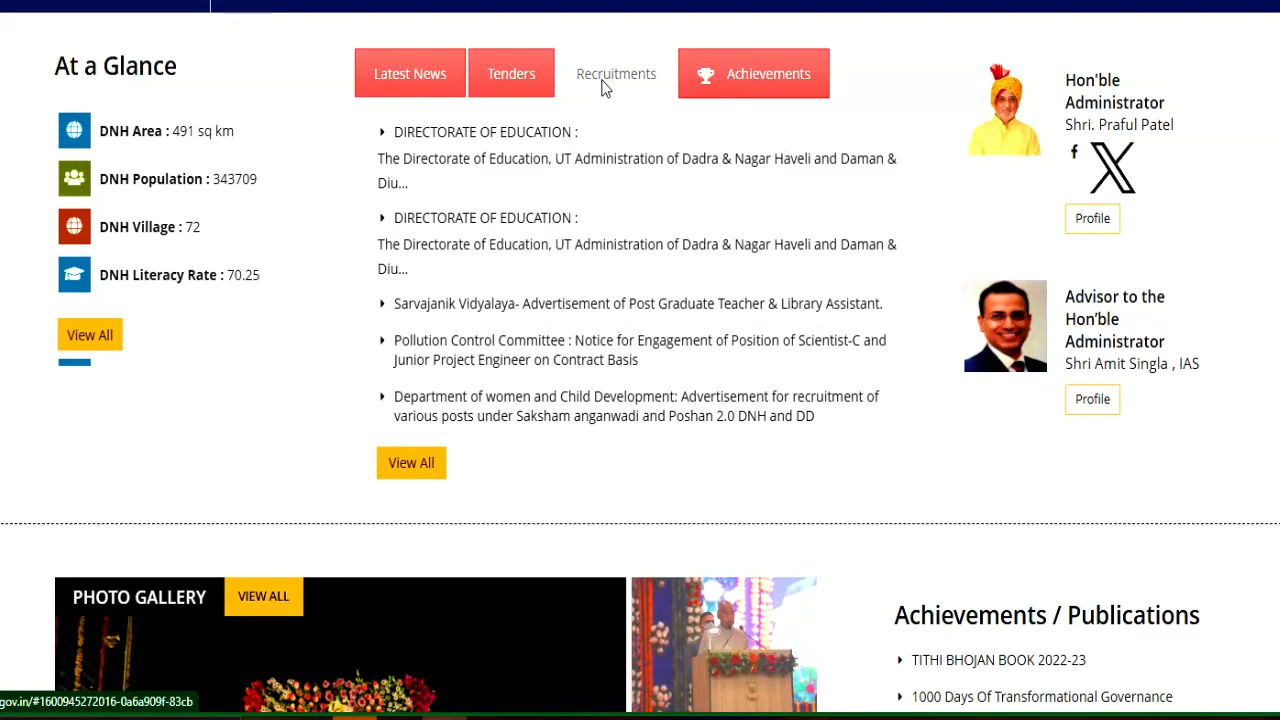 At a Glance
DNH Area : 491 sq km
DNH Population : 343709
DNH Village : 72
DNH Literacy Rate : 70.25
View All
Latest News
Tenders
Recruitments
Achievements
DIRECTORATE OF EDUCATION :
The Directorate of Education, UT Administration of Dadra & Nagar Haveli and Daman &
Diu...
DIRECTORATE OF EDUCATION :
The Directorate of Education, UT Administration of Dadra & Nagar Haveli and Daman &
Diu...
Sarvajanik Vidyalaya- Advertisement of Post Graduate Teacher & Library Assistant.
Pollution Control Committee : Notice for Engagement of Position of Scientist-C and
Junior Project Engineer on Contract Basis
Department of women and Child Development: Advertisement for recruitment of
various posts under Saksham anganwadi and Poshan 2.0 DNH and DD
View All
Hon'ble
Administrator
Shri. Praful Patel
Profile
Advisor to the
Hon’ble
Administrator
Shri Amit Singla , IAS
Profile
PHOTO GALLERY
VIEW ALL
Achievements / Publications
TITHI BHOJAN BOOK 2022-23
1000 Days Of Transformational Governance
gov.in/#1600945272016-0a6a909f-83cb